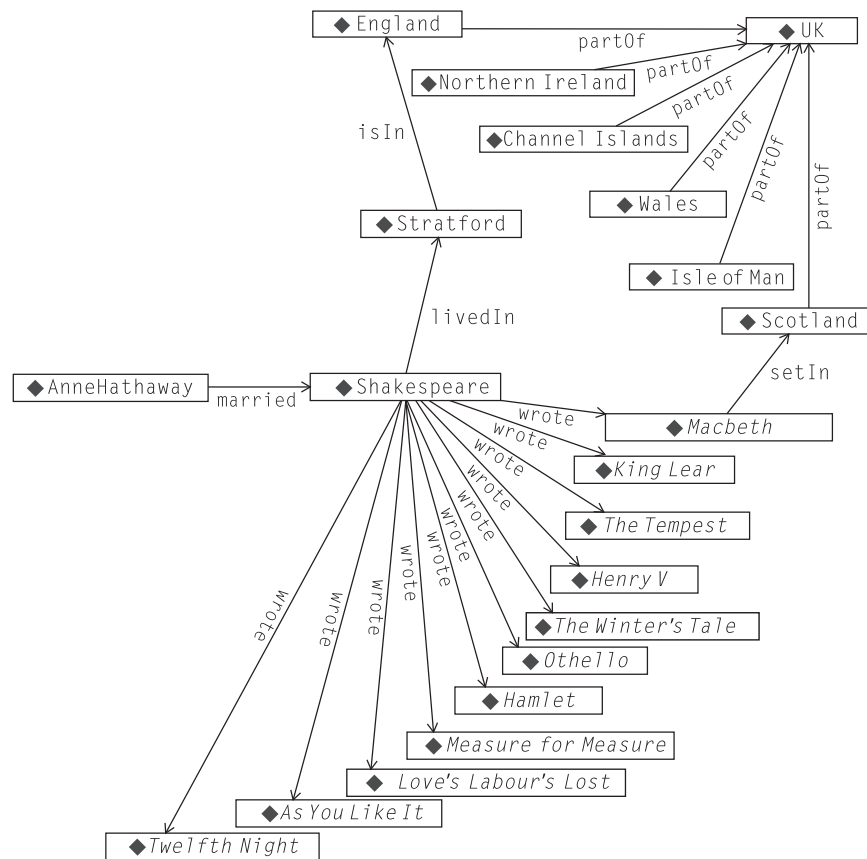 England
UK
partOf
Northern Ireland
partOf
partOf
isIn
Channel Islands
partOf
Wales
partOf
Stratford
partOf
Isle of Man
livedIn
Scotland
setIn
AnneHathaway
married
Shakespeare
wrote
Macbeth
wrote
King Lear
wrote
The Tempest
wrote
Henry V
wrote
The Winter's Tale
wrote
Othello
wrote
Hamlet
wrote
Measure for Measure
wrote
Love's Labour's Lost
wrote
As You Like It
wrote
Twelfth Night